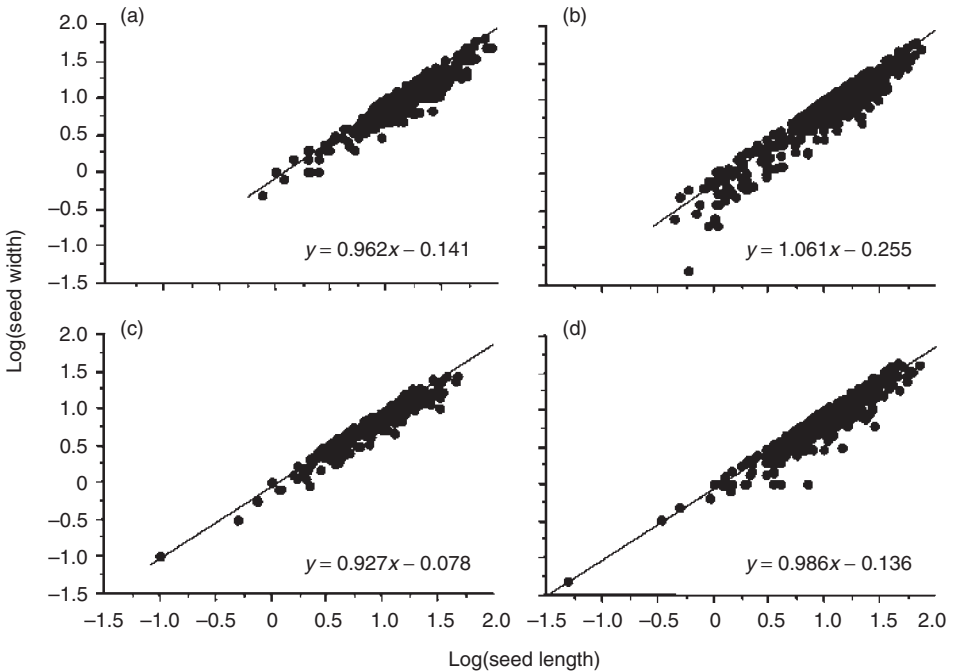 (a)
2.0
1.5
1.0
0.5
0
−0.5
−1.0
−1.5
y = 0.962x − 0.141
(b)
y = 1.061x − 0.255
Log(seed width)
(c)
2.0
1.5
1.0
0.5
0
−0.5
−1.0
−1.5
y = 0.927x − 0.078
(d)
y = 0.986x − 0.136
−1.5 −1.0 −0.5 0 0.5 1.0 1.5 2.0
−1.5 −1.0 −0.5 0 0.5 1.0 1.5 2.0
Log(seed length)